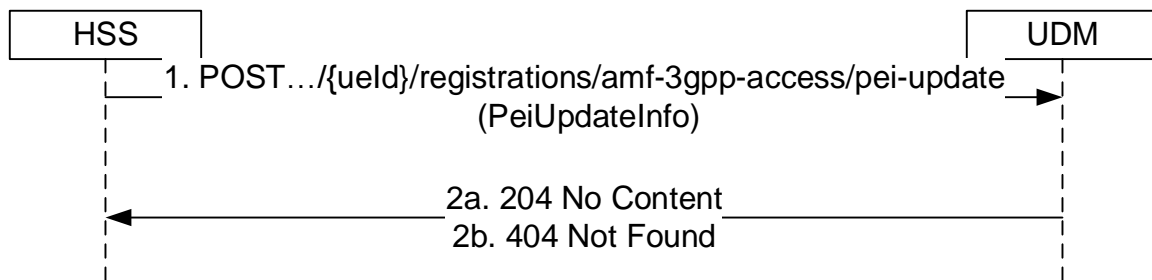 HSS
UDM
1. POST…/{ueId}/registrations/amf-3gpp-access/pei-update
(PeiUpdateInfo)
2a. 204 No Content
2b. 404 Not Found